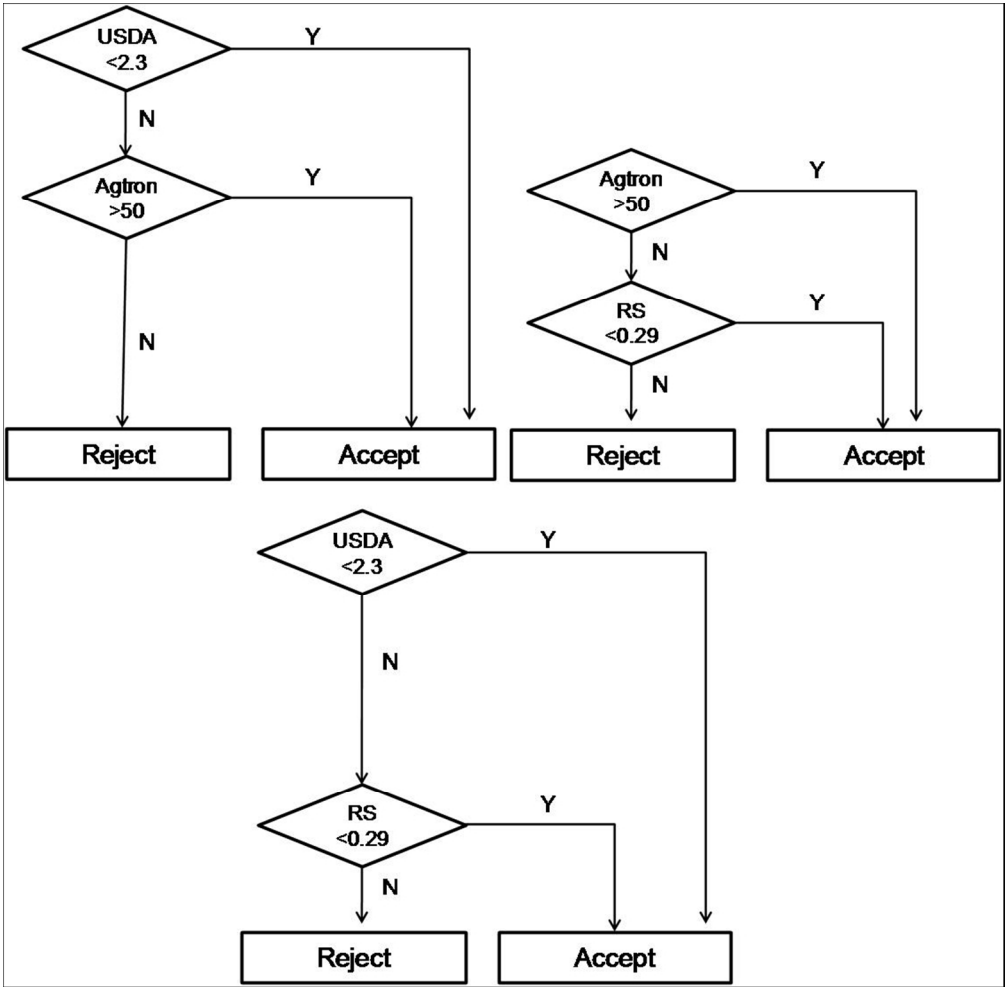 USDA
<2.3
Y
N
Agtron
>50
Y
N
Reject
Accept
Agtron
>50
Y
N
RS
<0.29
Y
N
Reject
Accept
USDA
<2.3
Y
N
RS
<0.29
Y
N
Reject
Accept